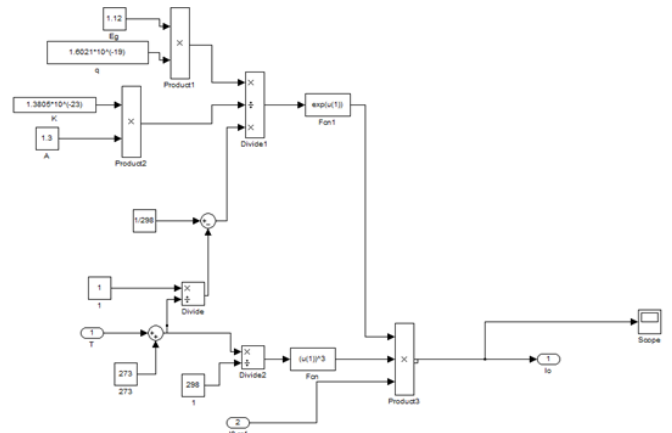 1.12
Eg
1.6021*10^(-19)
q
×
Product1
1.3805*10^(-23)
K
1.3
A
×
Product2
×
÷
×
Divide1
exp(u(1))
Fcn1
1/298
1
1
×
÷
Divide
1
T
273
273
298
1
×
÷
Divide2
(u(1))^3
Fcn
2
×
Product3
1
Io
Scope